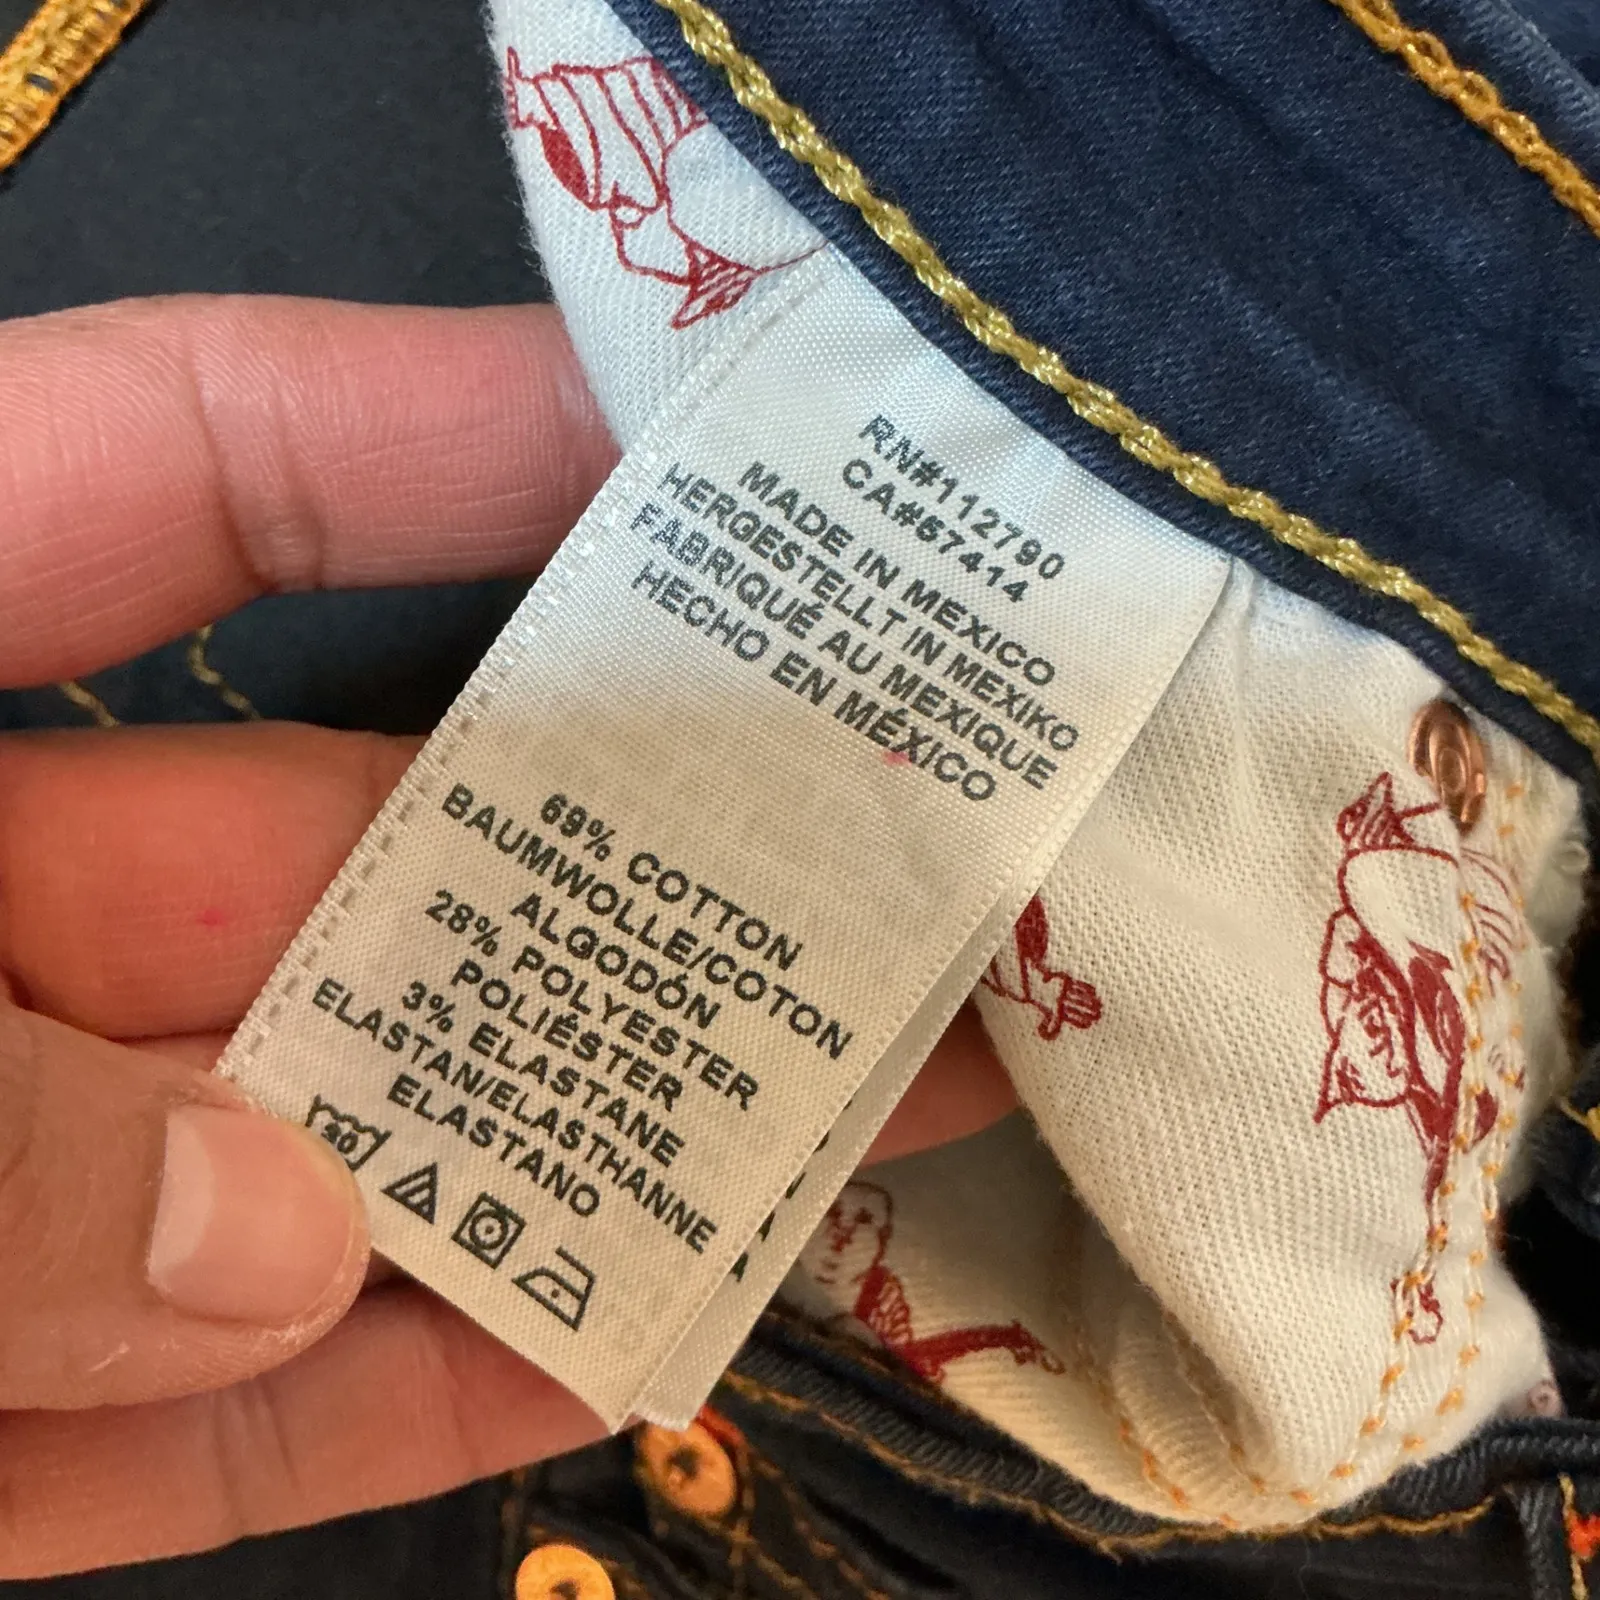 RN#112790
CA#57414
MADE IN MEXICO
HERGESTELLT IN MEXIKO
FABRIQUÉ AU MEXIQUE
HECHO EN MÉXICO
69% COTTON
BAUMWOLLE/COTON
ALGODÓN
28% POLYESTER
POLIÉSTER
3% ELASTANE
ELASTAN/ELASTHANNE
ELASTANO